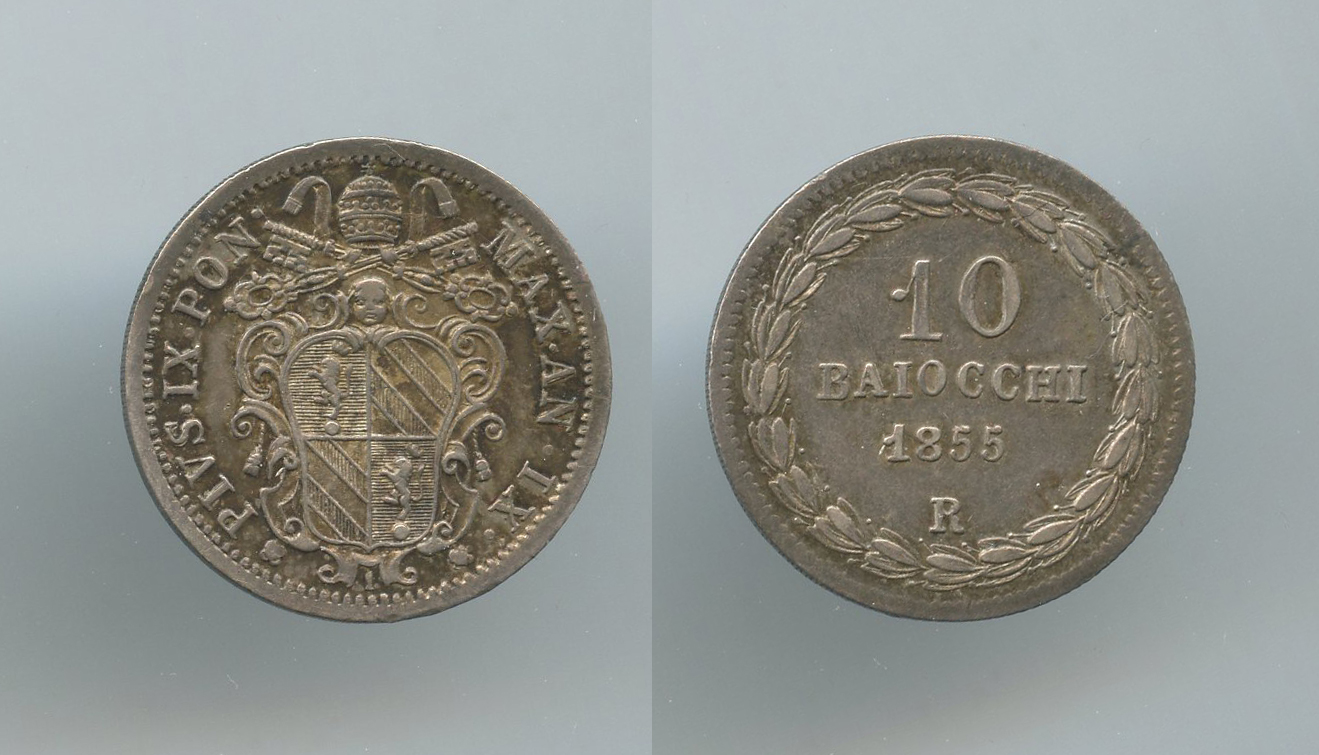 PIVS·IX·PON· MAX·AN·IX
10
BAIOCCHI
1855
R